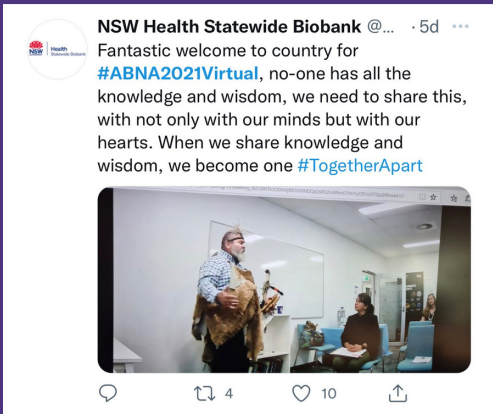 NSW Health Statewide Biobank @... · 5d
Fantastic welcome to country for
#ABNA2021Virtual, no-one has all the
knowledge and wisdom, we need to share this,
with not only with our minds but with our
hearts. When we share knowledge and
wisdom, we become one #TogetherApart
NSW
Health
Statewide Biobank
4
10